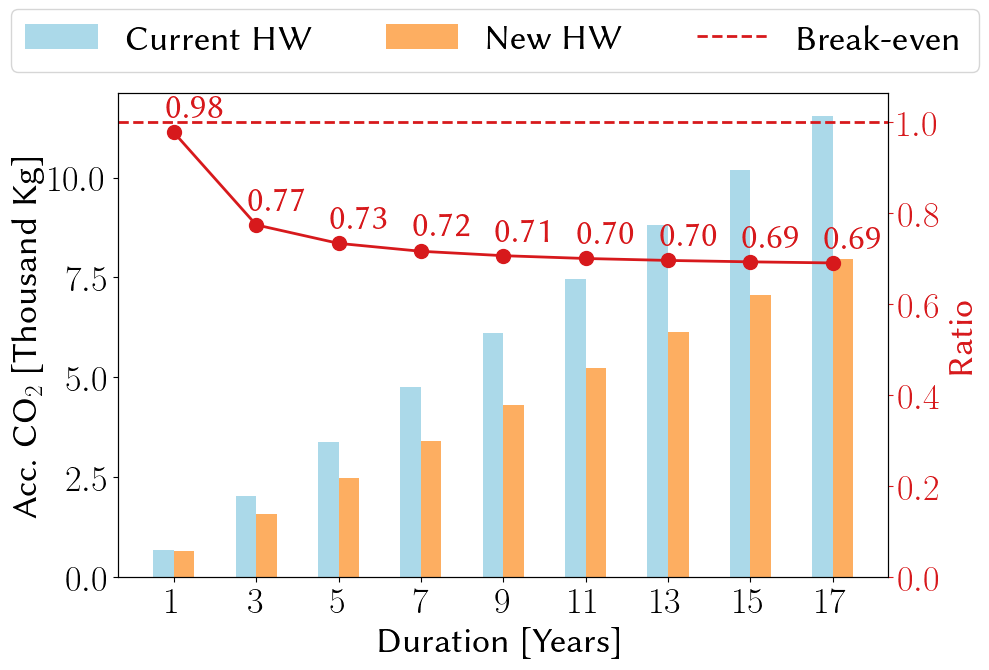 Current HW New HW Break-even
0.98 0.77 0.73 0.72 0.71 0.70 0.70 0.69 0.69
Acc. CO₂ [Thousand Kg]
10.0
7.5
5.0
2.5
0.0
1.0
0.8
0.6
0.4
0.2
0.0
Ratio
1 3 5 7 9 11 13 15 17
Duration [Years]